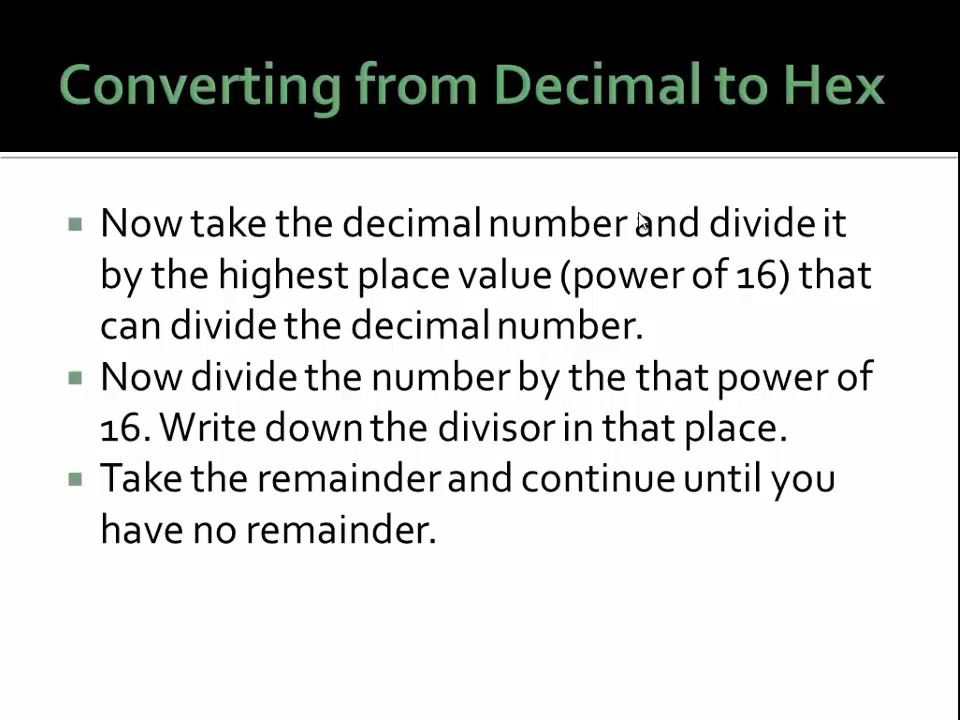 Converting from Decimal to Hex
Now take the decimal number and divide it
by the highest place value (power of 16) that
can divide the decimal number.
Now divide the number by the that power of
16. Write down the divisor in that place.
Take the remainder and continue until you
have no remainder.